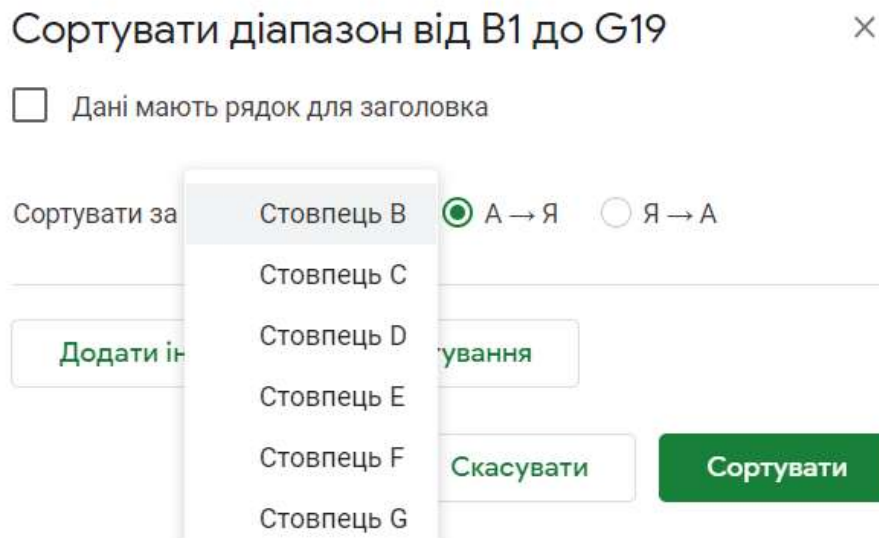 Сортувати діапазон від B1 до G19
Дані мають рядок для заголовка
Сортувати за Стовпець B А → Я Я → А
Стовпець C
Стовпець D
Додати ін ування
Стовпець E
Стовпець F
Скасувати Сортувати
Стовпець G